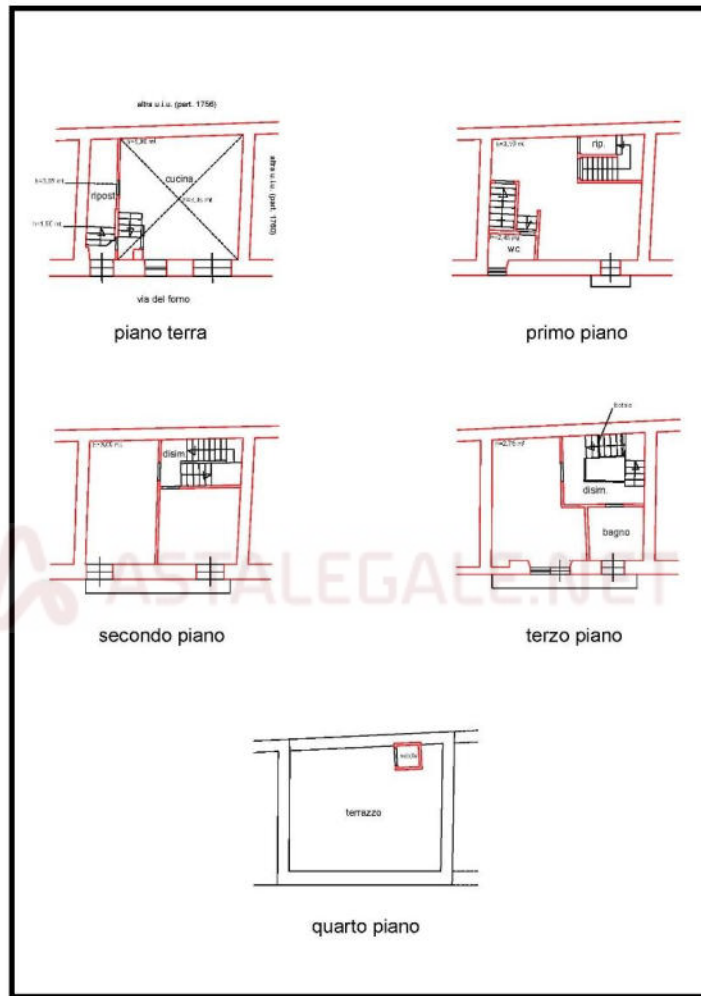 altra u.i.u. (part. 1756)
cucina
ripost.
altra u.i.u. (part. 1760)
via del forno
piano terra
rip.
w.c
primo piano
disim.
secondo piano
botola
disim.
bagno
terzo piano
ASTALEGALE.NET
terrazzo
quarto piano